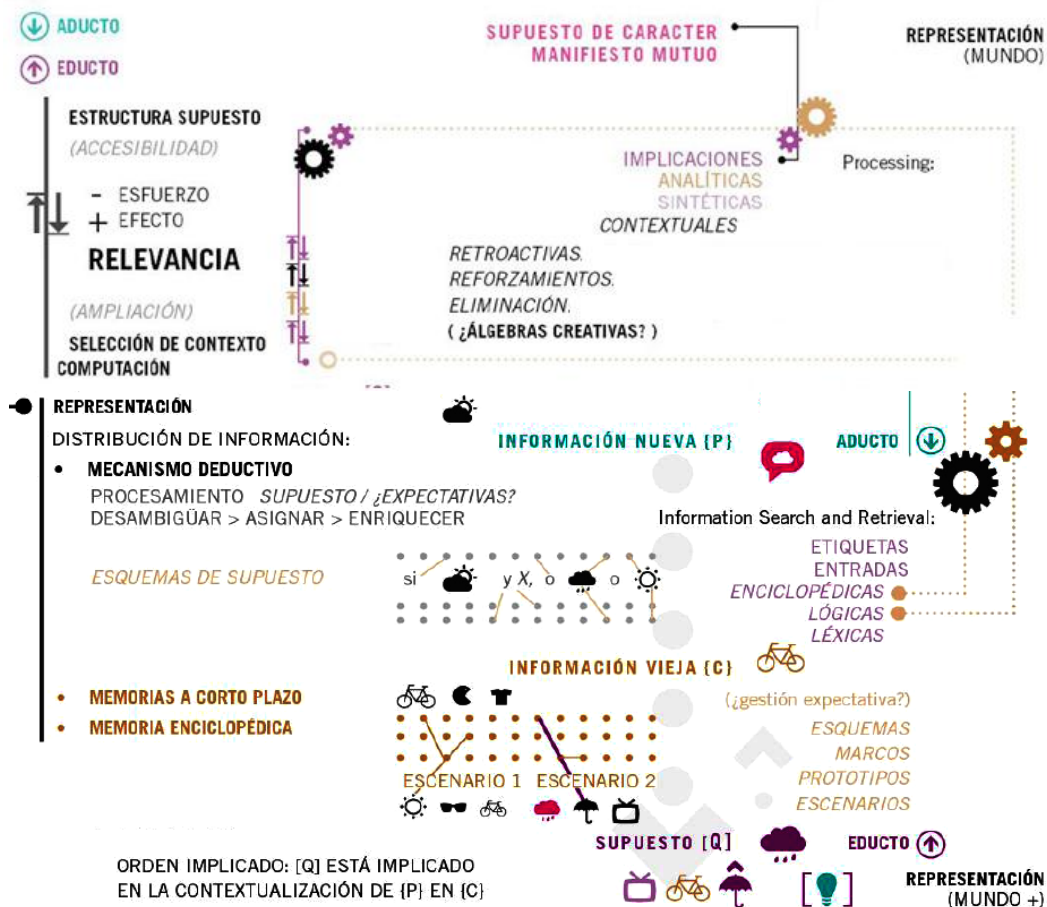 ADUCTO
EDUCTO
SUPUESTO DE CARACTER
MANIFIESTO MUTUO
REPRESENTACIÓN
(MUNDO)
ESTRUCTURA SUPUESTO
(ACCESIBILIDAD)
- ESFUERZO
+ EFECTO
RELEVANCIA
(AMPLIACIÓN)
SELECCIÓN DE CONTEXTO
COMPUTACIÓN
IMPLICACIONES
ANALÍTICAS
SINTÉTICAS
CONTEXTUALES
Processing:
RETROACTIVAS.
REFORZAMIENTOS.
ELIMINACIÓN.
( ¿ÁLGEBRAS CREATIVAS? )
REPRESENTACIÓN
DISTRIBUCIÓN DE INFORMACIÓN:
• MECANISMO DEDUCTIVO
PROCESAMIENTO SUPUESTO / ¿EXPECTATIVAS?
DESAMBIGÜAR > ASIGNAR > ENRIQUECER
INFORMACIÓN NUEVA {P}
ADUCTO
Information Search and Retrieval:
ETIQUETAS
ENTRADAS
ENCICLOPÉDICAS
LÓGICAS
LÉXICAS
ESQUEMAS DE SUPUESTO
si y X, o o
INFORMACIÓN VIEJA {C}
• MEMORIAS A CORTO PLAZO
• MEMORIA ENCICLOPÉDICA
(¿gestión expectativa?)
ESQUEMAS
MARCOS
PROTOTIPOS
ESCENARIOS
ESCENARIO 1 ESCENARIO 2
SUPUESTO [Q]
EDUCTO
ORDEN IMPLICADO: [Q] ESTÁ IMPLICADO
EN LA CONTEXTUALIZACIÓN DE {P} EN {C}
[ ]
REPRESENTACIÓN
(MUNDO +)